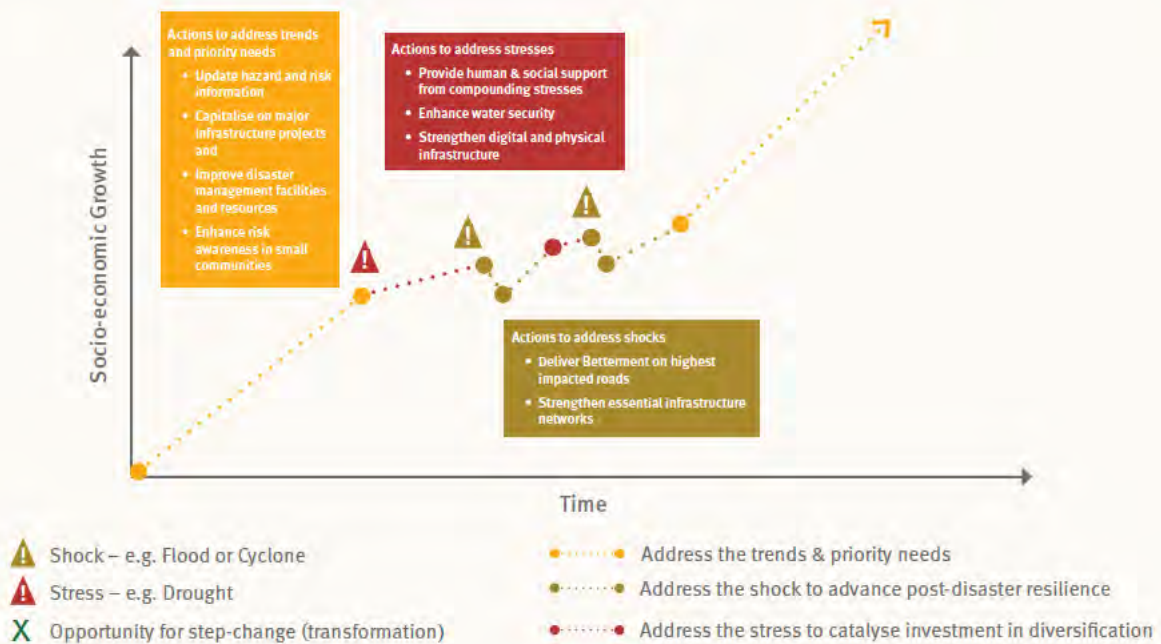 Actions to address trends
and priority needs
• Update hazard and risk
information
• Capitalise on major
infrastructure projects and
• Improve disaster
management facilities
and resources
• Enhance risk
awareness in small
communities
Actions to address stresses
• Provide human & social support
from compounding stresses
• Enhance water security
• Strengthen digital and physical
infrastructure
Socio-economic Growth
Actions to address shocks
• Deliver Betterment on highest
impacted roads
• Strengthen essential infrastructure
networks
Time
Shock – e.g. Flood or Cyclone
Stress – e.g. Drought
X Opportunity for step-change (transformation)
Address the trends & priority needs
Address the shock to advance post-disaster resilience
Address the stress to catalyse investment in diversification